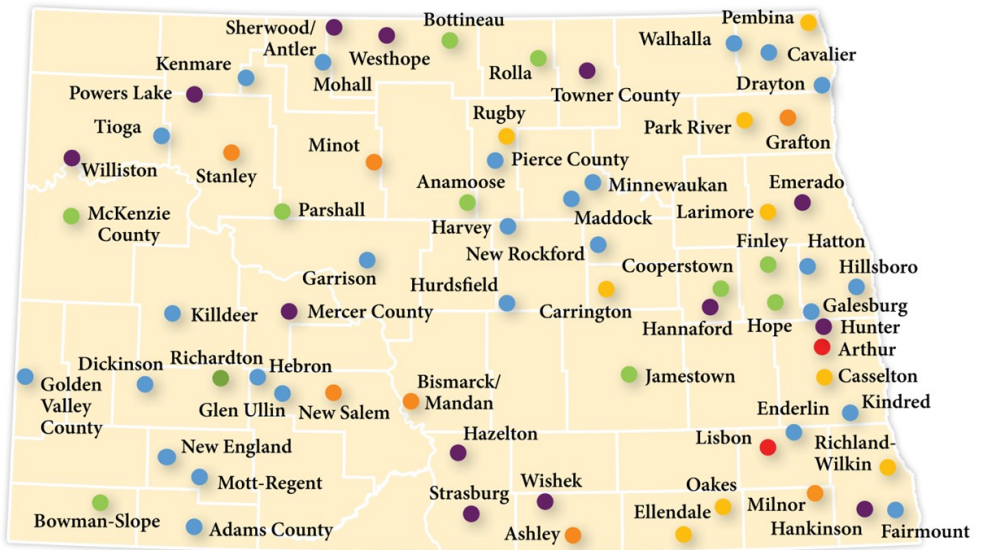 Pembina
Bottineau
Sherwood/
Antler
Walhalla
Westhope
Cavalier
Kenmare
Rolla
Mohall
Drayton
Powers Lake
Towner County
Rugby
Tioga
Park River
Grafton
Minot
Pierce County
Williston
Stanley
Anamoose
Minnewaukan
Emerado
McKenzie
County
Parshall
Maddock
Larimore
Harvey
New Rockford
Finley
Hatton
Cooperstown
Hillsboro
Garrison
Hurdsfield
Carrington
Galesburg
Killdeer
Mercer County
Hannaford
Hope
Hunter
Arthur
Richardton
Dickinson
Hebron
Jamestown
Casselton
Golden
Valley
County
Glen Ullin
New Salem
Bismarck/
Mandan
Enderlin
Kindred
Hazelton
Lisbon
Richland-
Wilkin
New England
Mott-Regent
Wishek
Oakes
Strasburg
Ellendale
Milnor
Bowman-Slope
Adams County
Ashley
Hankinson
Fairmount